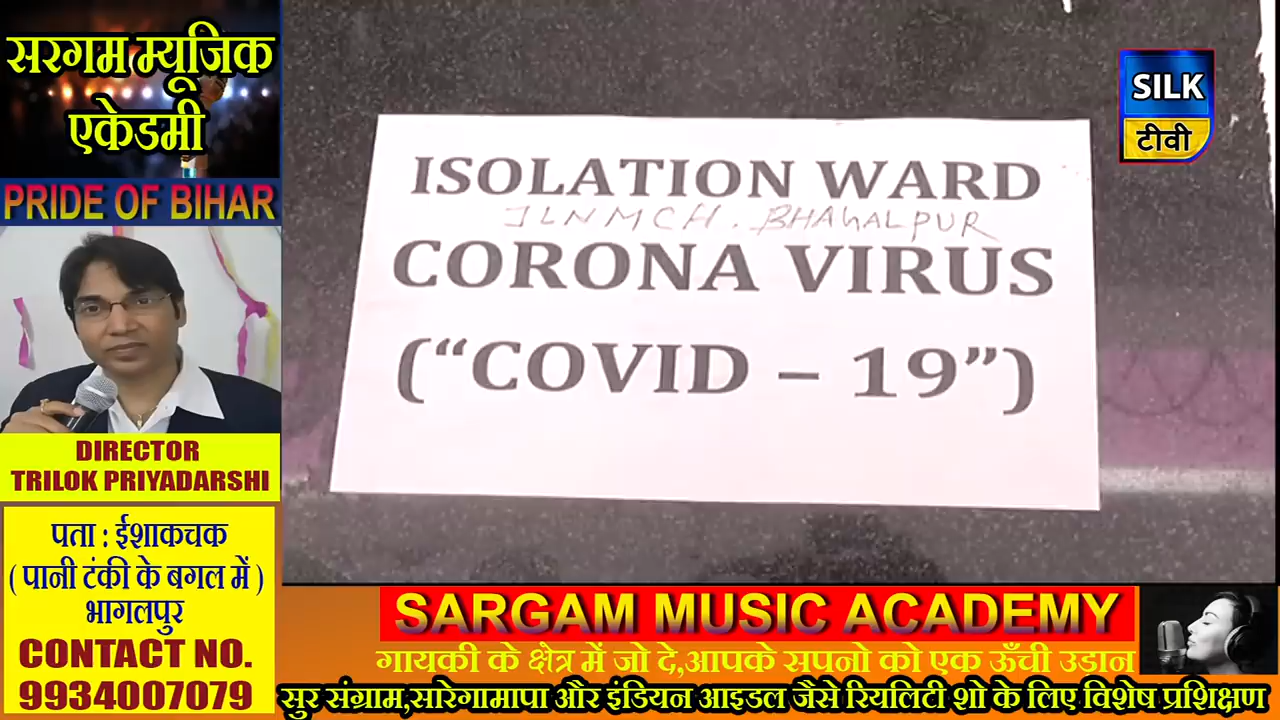 सरगम म्यूजिक
एकेडमी
PRIDE OF BIHAR
DIRECTOR
TRILOK PRIYADARSHI
पता : ईशाकचक
( पानी टंकी के बगल में )
भागलपुर
CONTACT NO.
9934007079
SILK
टीवी
ISOLATION WARD
JLNMCH. BHAGALPUR
CORONA VIRUS
(“COVID – 19”)
SARGAM MUSIC ACADEMY
गायकी के क्षैत्र में जो दे,आपके सपनो को एक ऊँची उड़ान
सुर संग्राम,सारेगामापा और इंडियन आइडल जैसे रियलिटी शो के लिए विशेष प्रशिक्षण